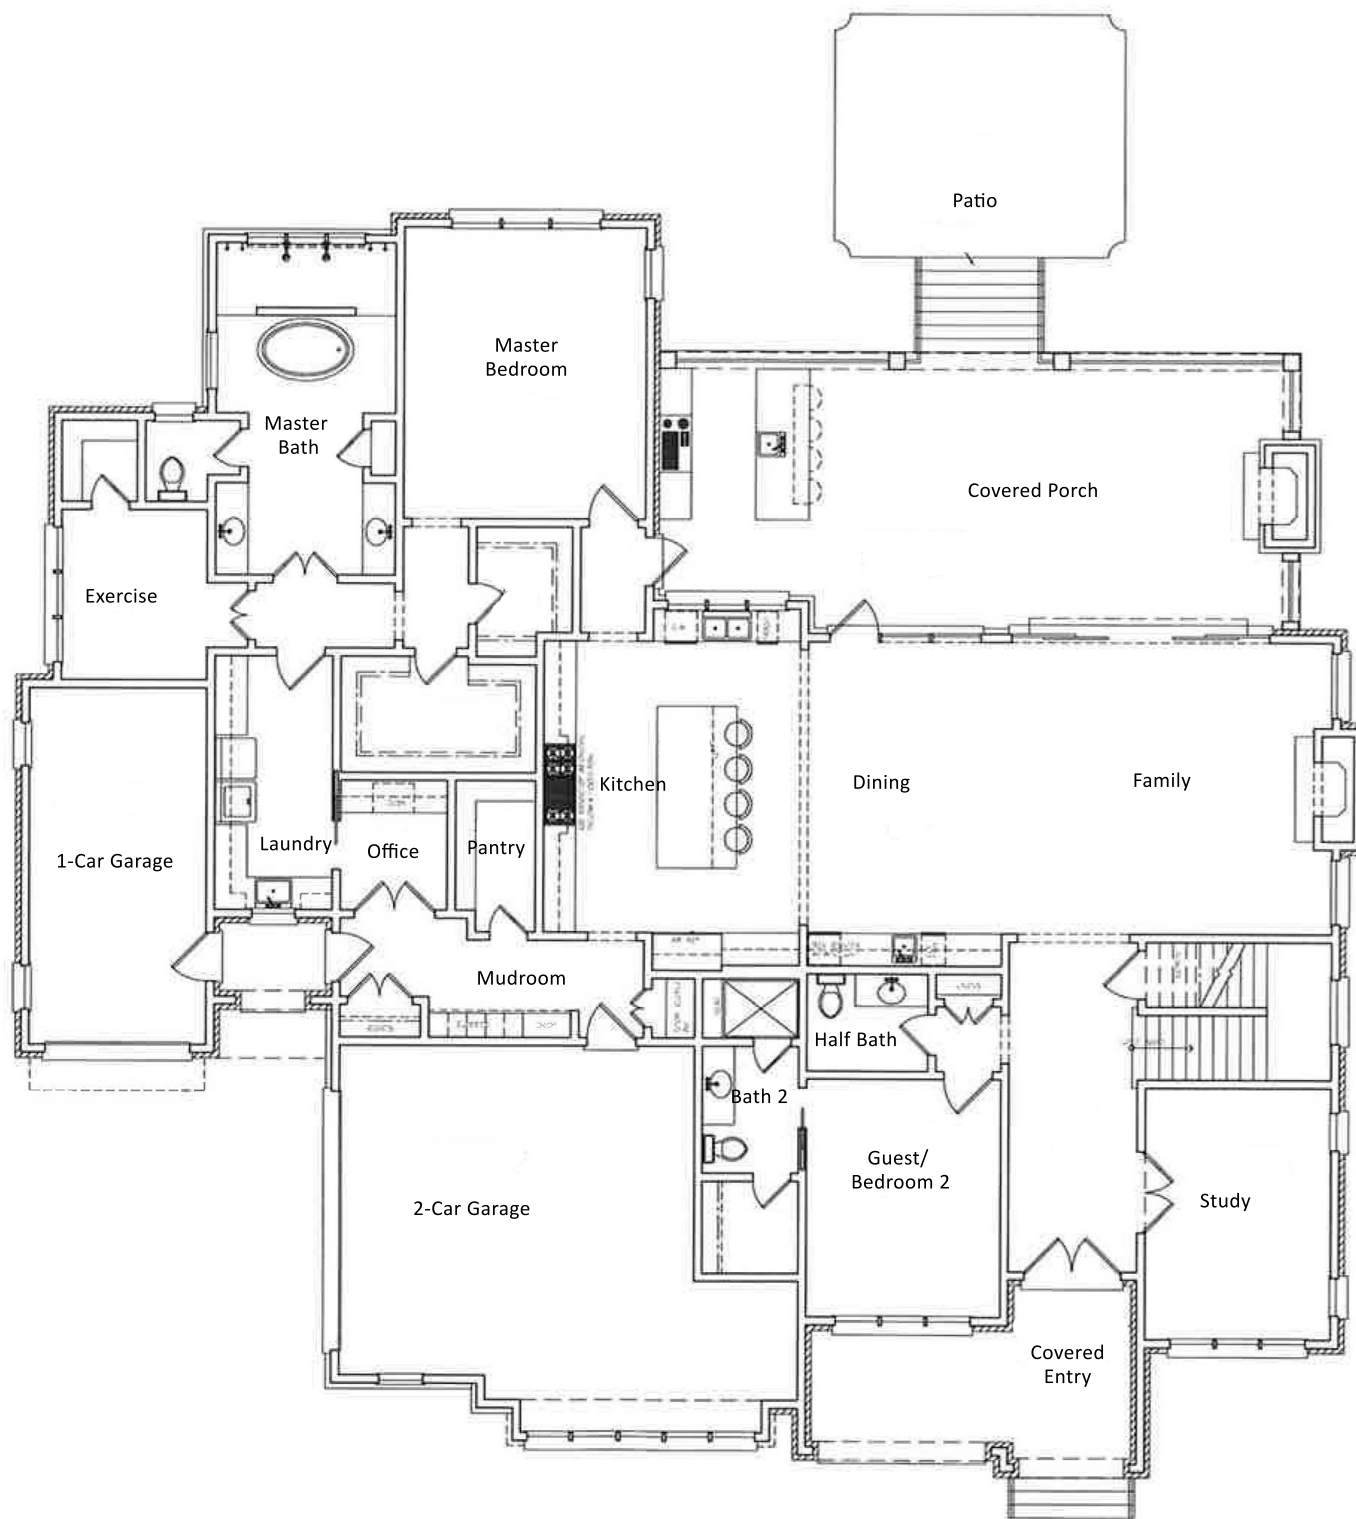 Patio
Master
Bedroom
Master
Bath
Covered Porch
Exercise
Kitchen
Dining
Family
1-Car Garage
Laundry
Office
Pantry
Mudroom
Half Bath
Bath 2
Guest/
Bedroom 2
2-Car Garage
Study
Covered
Entry